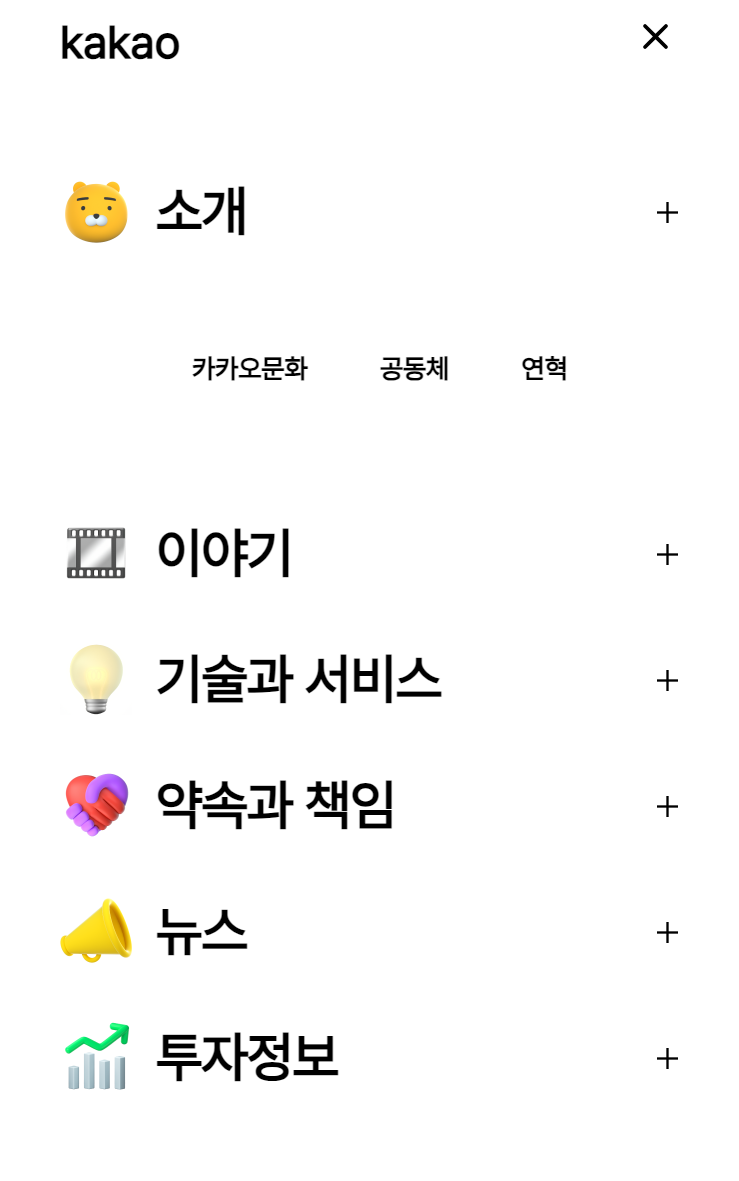 kakao
소개
카카오문화 공동체 연혁
이야기
기술과 서비스
약속과 책임
뉴스
투자정보